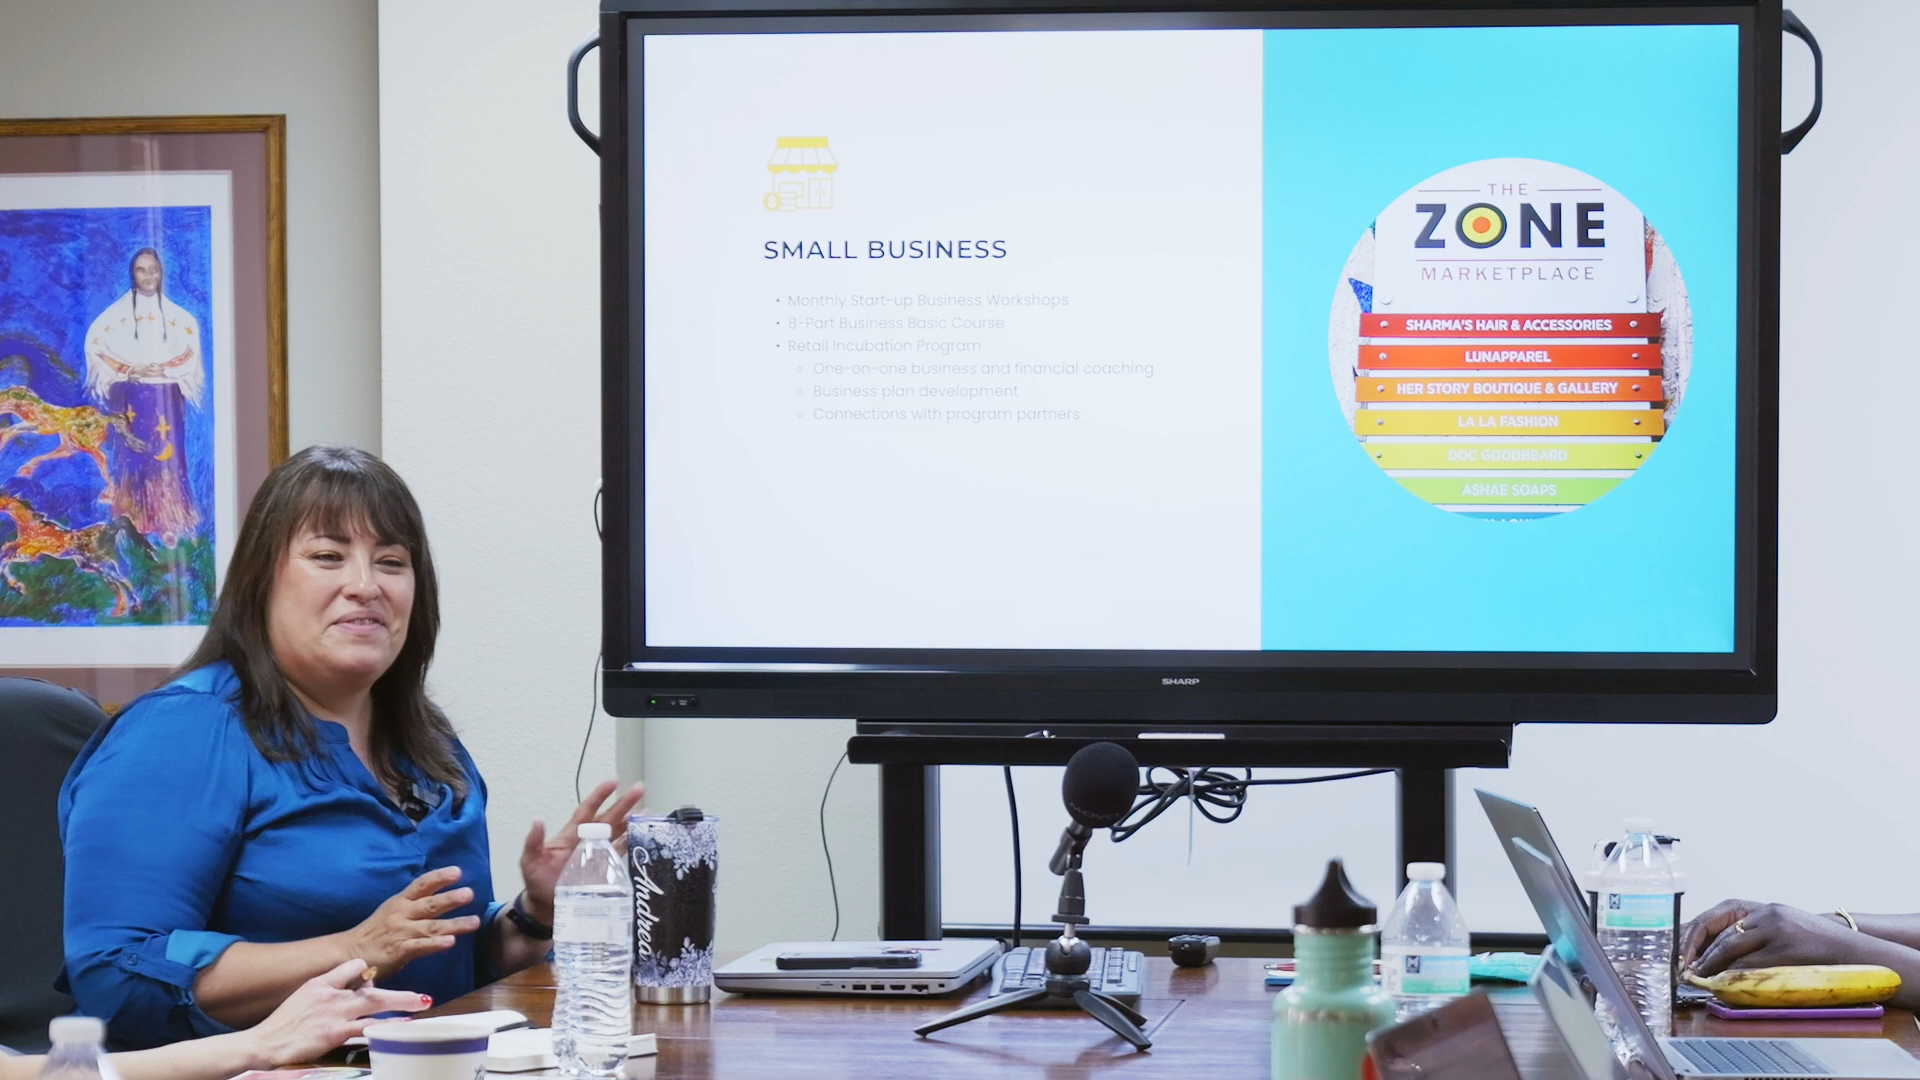 SMALL BUSINESS
• Monthly Start-up Business Workshops
• 8-Part Business Basic Course
• Retail Incubation Program
◦ One-on-one business and financial coaching
◦ Business plan development
◦ Connections with program partners
THE
ZONE
MARKETPLACE
SHARMA'S HAIR & ACCESSORIES
LUNAPPAREL
HER STORY BOUTIQUE & GALLERY
LA LA FASHION
DOC GOODBEARD
ASHAE SOAPS
SHARP
Andrea